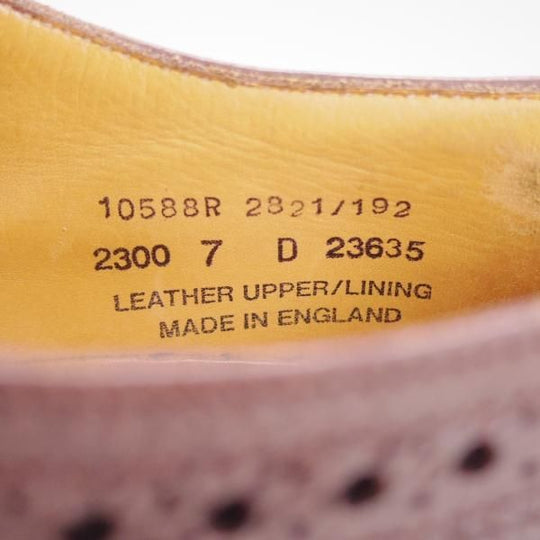 10588R 2821/192
2300 7 D 23635
LEATHER UPPER/LINING
MADE IN ENGLAND